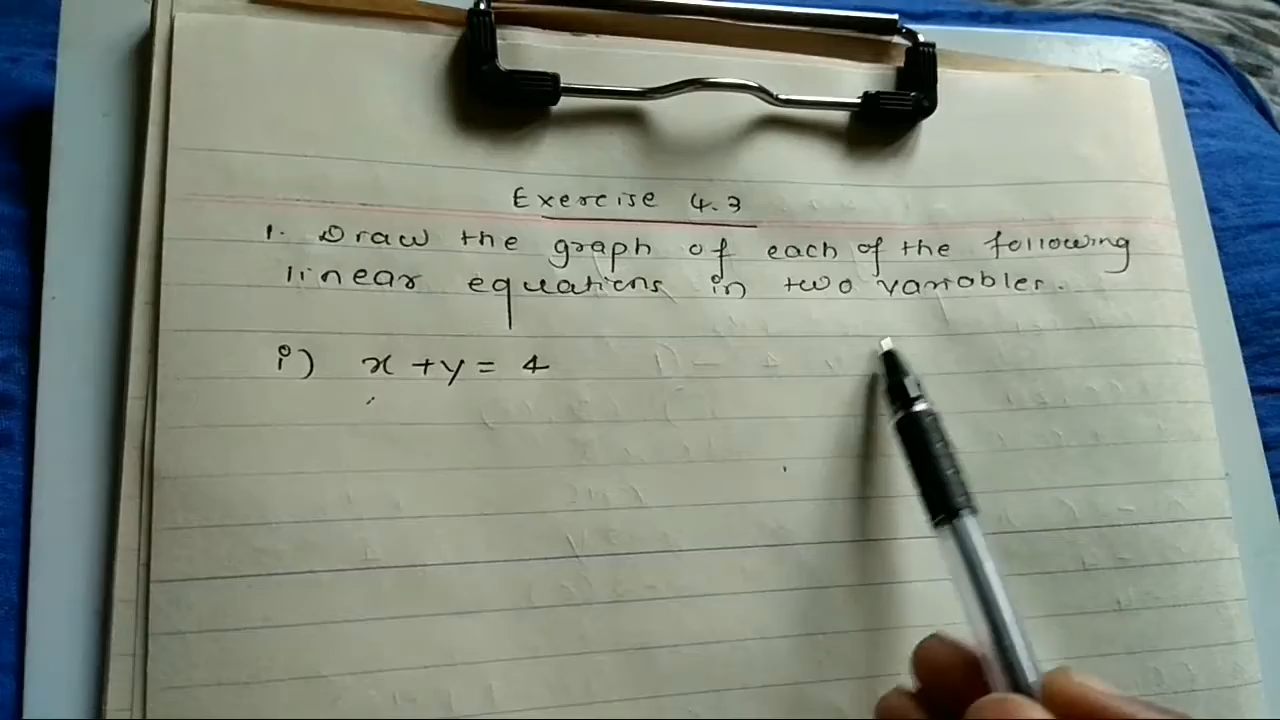 Exercise 4.3
1. Draw the graph of each of the following
linear equations in two variables.
i) x + y = 4